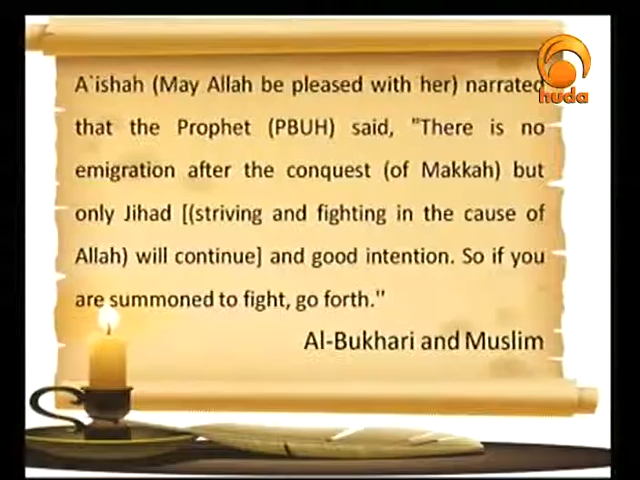 A`ishah (May Allah be pleased with her) narrated
that the Prophet (PBUH) said, "There is no
emigration after the conquest (of Makkah) but
only Jihad [(striving and fighting in the cause of
Allah) will continue] and good intention. So if you
are summoned to fight, go forth."
Al-Bukhari and Muslim
huda